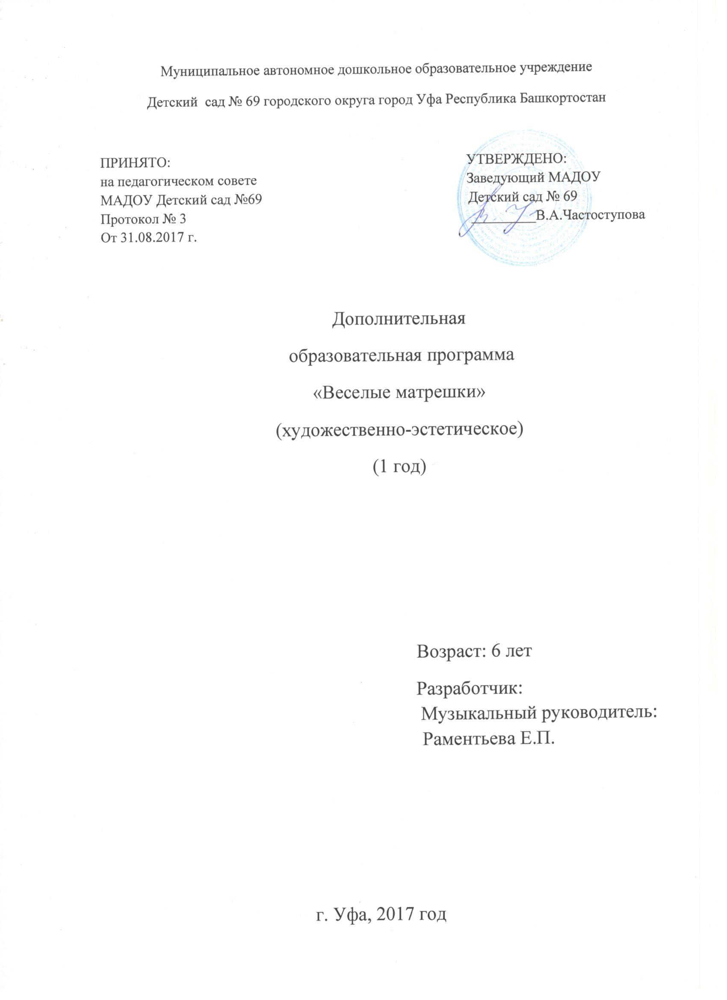 Муниципальное автономное дошкольное образовательное учреждение
Детский сад № 69 городского округа город Уфа Республика Башкортостан
ПРИНЯТО:
на педагогическом совете
МАДОУ Детский сад №69
Протокол № 3
От 31.08.2017 г.
УТВЕРЖДЕНО:
Заведующий МАДОУ
Детский сад № 69
_________В.А.Частоступова
Дополнительная
образовательная программа
«Веселые матрешки»
(художественно-эстетическое)
(1 год)
Возраст: 6 лет
Разработчик:
Музыкальный руководитель:
Раментьева Е.П.
г. Уфа, 2017 год